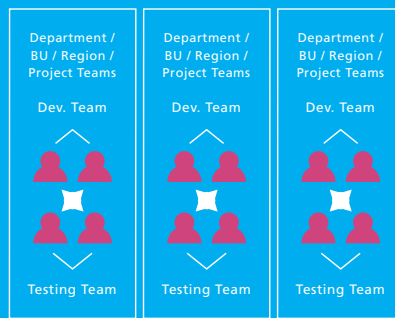 Department /
BU / Region /
Project Teams
Dev. Team
Testing Team
Department /
BU / Region /
Project Teams
Dev. Team
Testing Team
Department /
BU / Region /
Project Teams
Dev. Team
Testing Team